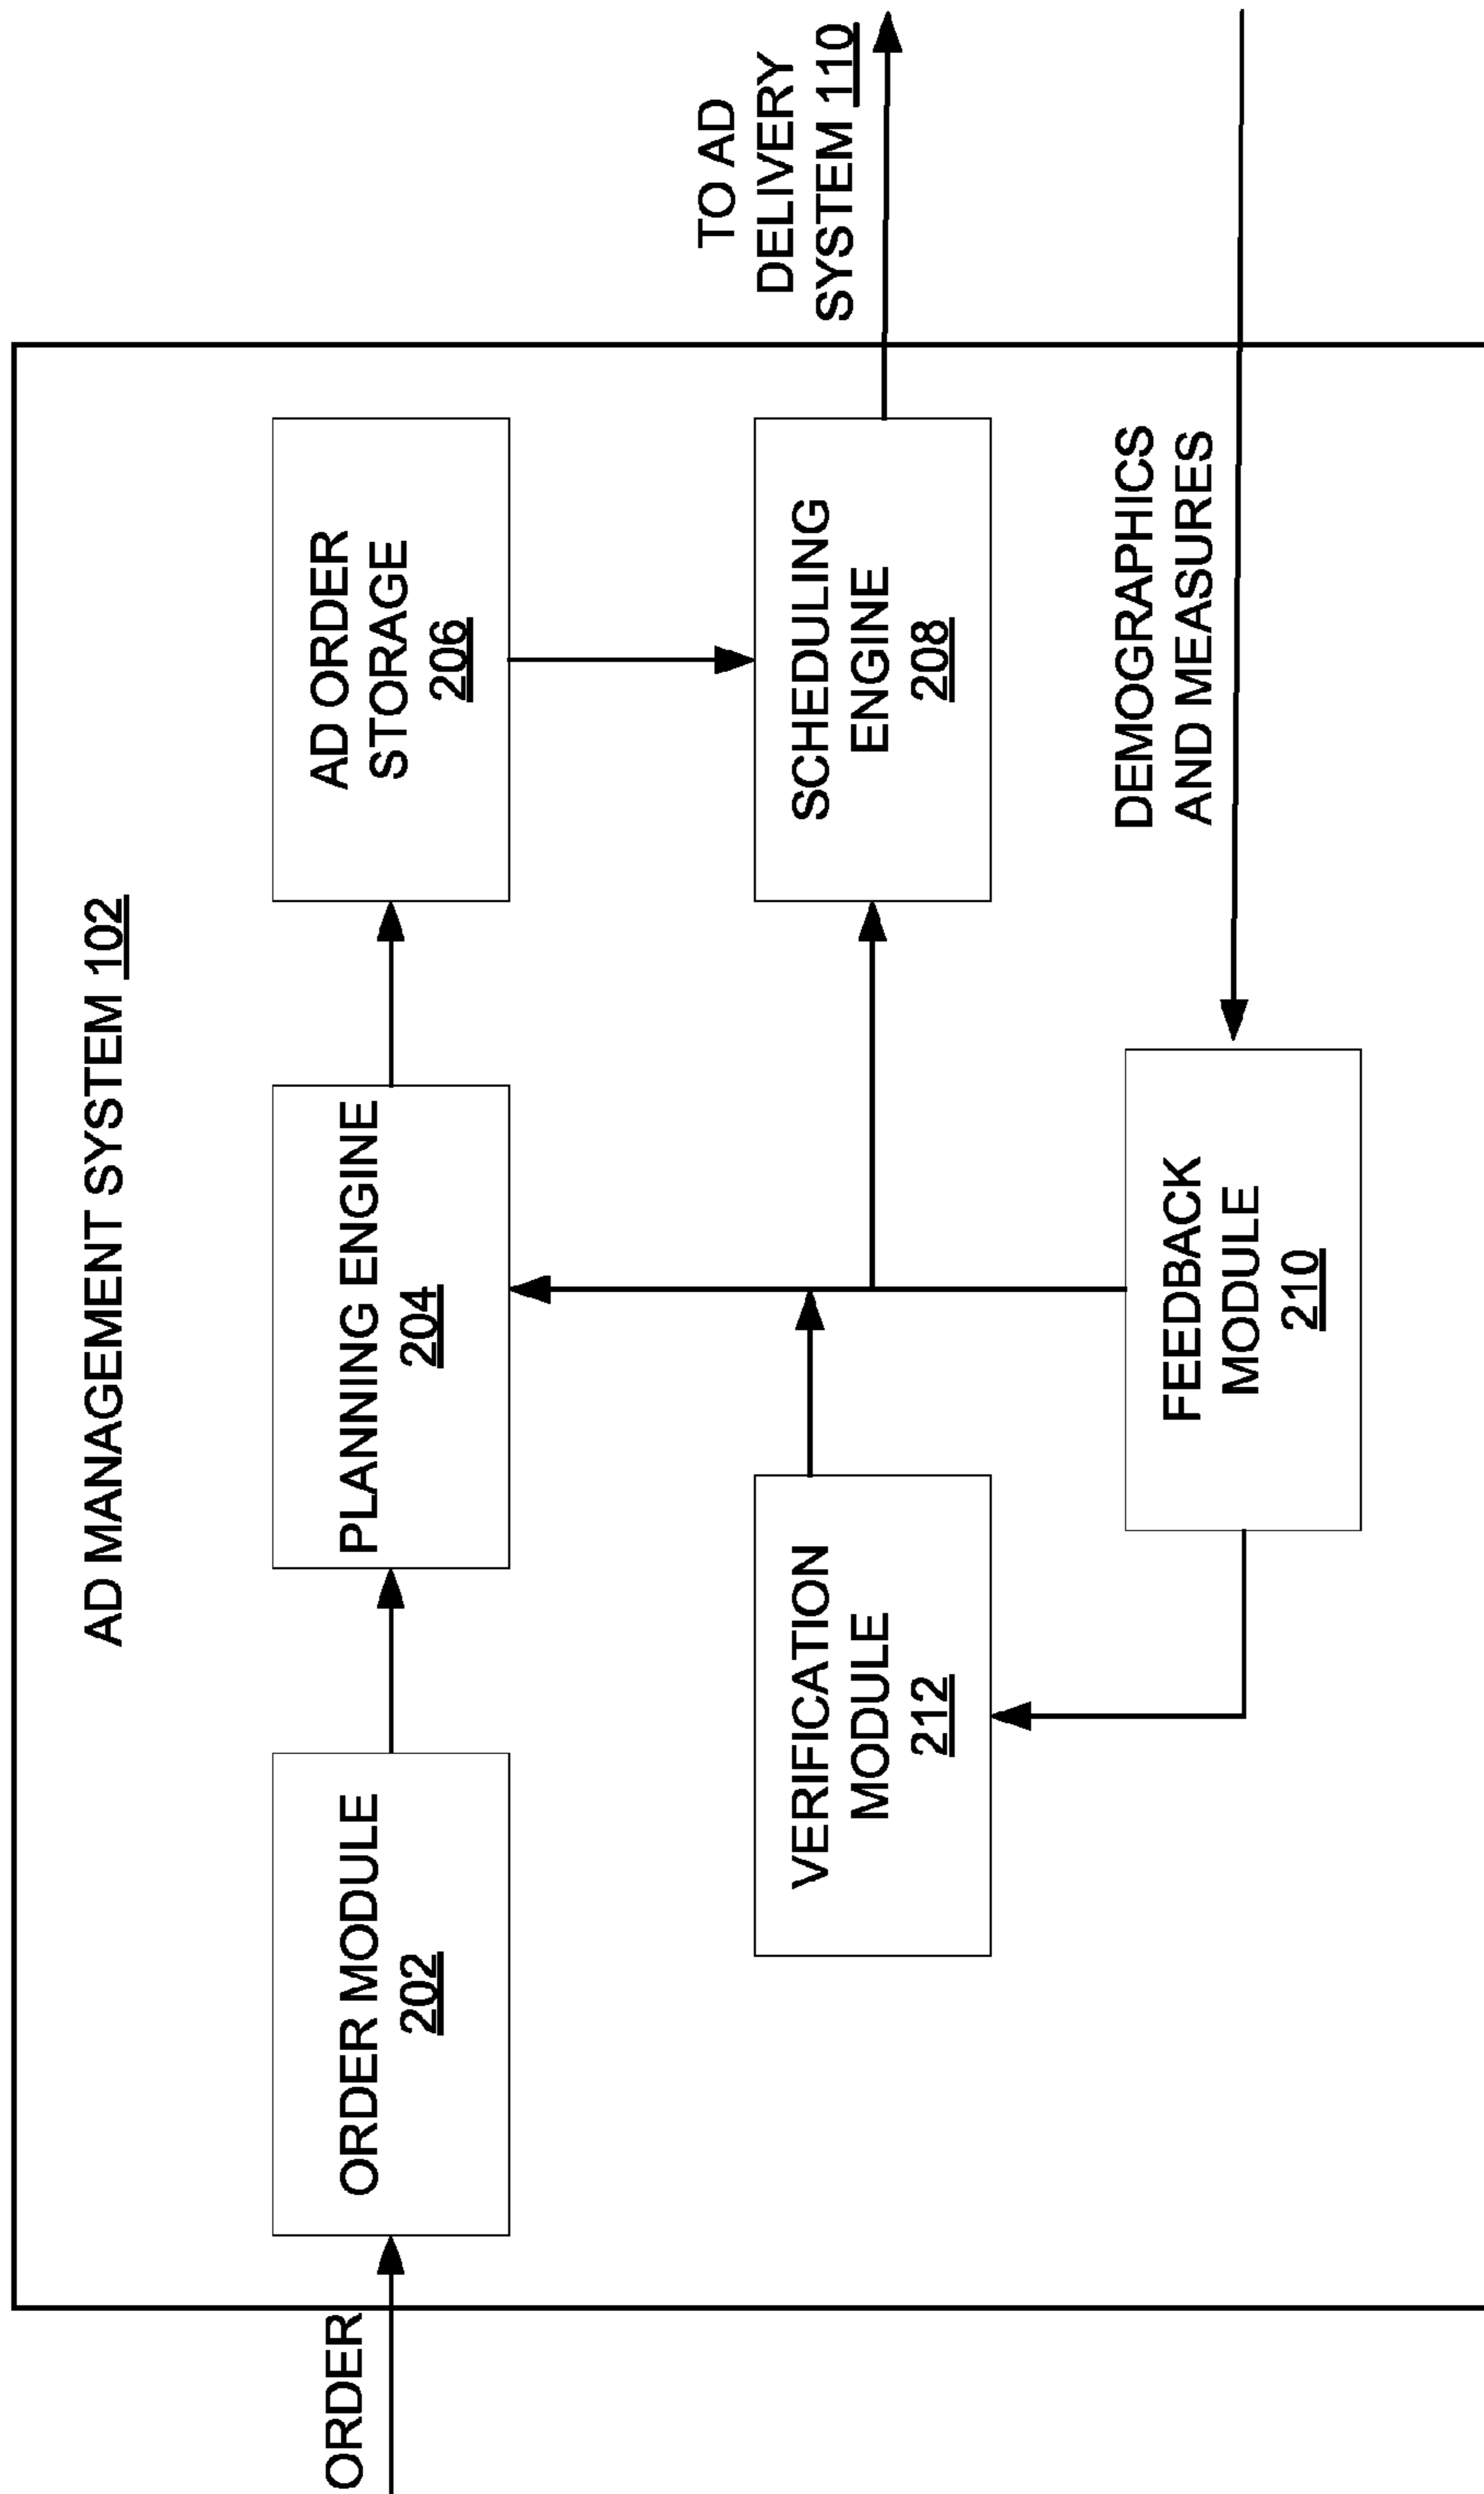 AD MANAGEMENT SYSTEM 102
ORDER
ORDER MODULE
202
PLANNING ENGINE
204
AD ORDER
STORAGE
206
TO AD
DELIVERY
SYSTEM 110
VERIFICATION
MODULE
212
SCHEDULING
ENGINE
208
FEEDBACK
MODULE
210
DEMOGRAPHICS
AND MEASURES